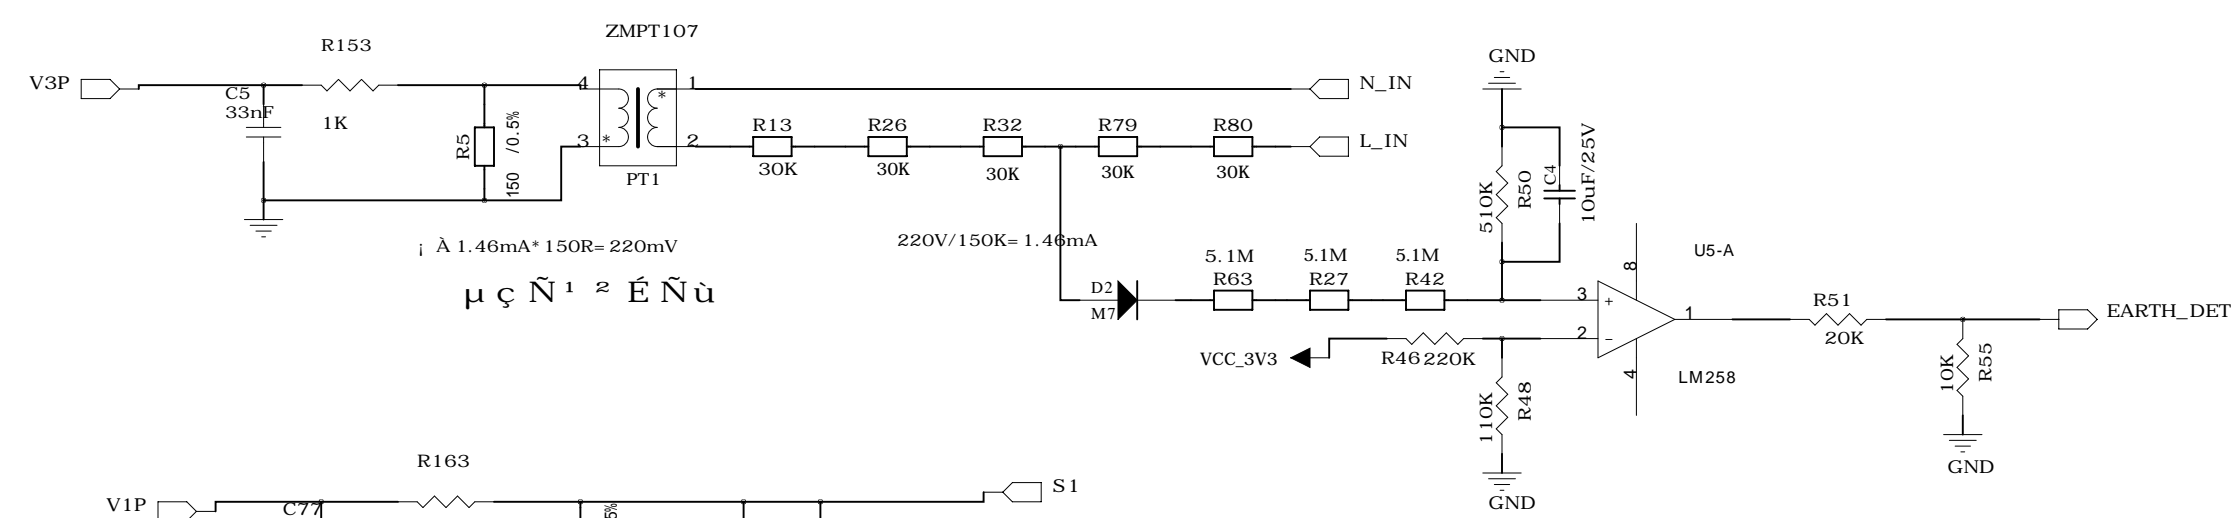 ZMPT107
R153
GND
V3P
4
1
N_IN
C5
33nF
1K
R5
150 /0.5%
3
*
*
2
R13
R26
R32
R79
R80
L_IN
30K
30K
30K
30K
30K
PT1
510K
R50
C4
10uF/25V
¡ À 1.46mA*150R=220mV
220V/150K=1.46mA
µ ç Ñ ¹ ² É Ñ ù
5.1M
5.1M
5.1M
U5-A
8
D2
M7
R63
R27
R42
3
+
1
R51
20K
EARTH_DET
2
−
VCC_3V3
R46 220K
4
LM258
110K
R48
10K
R55
GND
GND
R163
V1P
C77
5%
S1